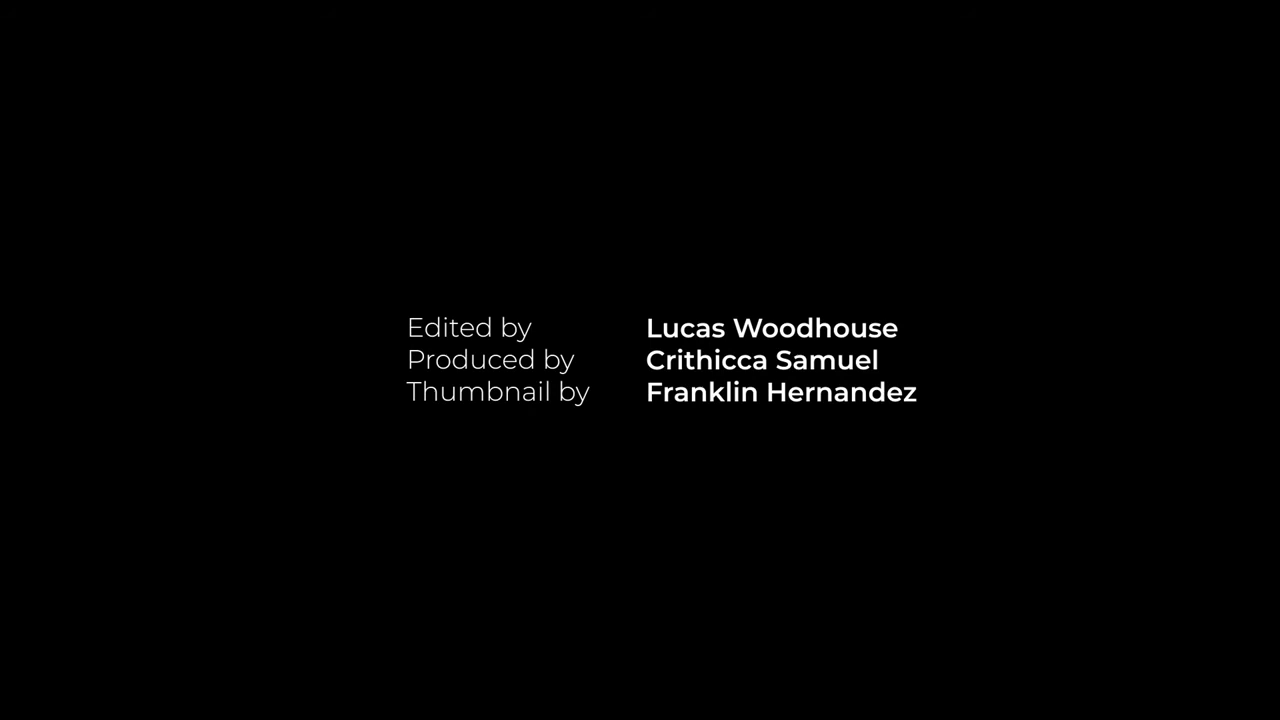 Edited by Lucas Woodhouse
Produced by Crithicca Samuel
Thumbnail by Franklin Hernandez